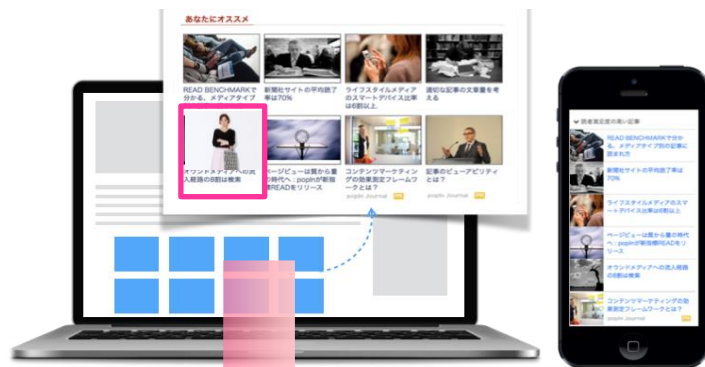 あなたにオススメ
READ BENCHMARKで
分かる、メディアタイプ
新聞社サイトの平均読了
率は70%
ライフスタイルメディア
のスマートデバイス比率
は6割以上
適切な記事の文章量を考
える
オウンドメディアへの流
入経路の8割は検索
ページビューは質から量
の時代へ：popInが新指
標READをリリース
コンテンツマーケティン
グの効果測定フレームワ
ークとは？
popIn Journal
記事のビューアビリティ
とは？
popIn Journal
読者満足度の高い記事
READ BENCHMARKで分か
る、メディアタイプ別の記事に
読まれ方
新聞社サイトの平均読了率は
70%
ライフスタイルメディアのスマ
ートデバイス比率は6割以上
ページビューは質から量の時代
へ：popInが新指標READをリ
リース
オウンドメディアへの流入経路
の8割は検索
コンテンツマーケティングの効
果測定フレームワークとは？
popIn Journal